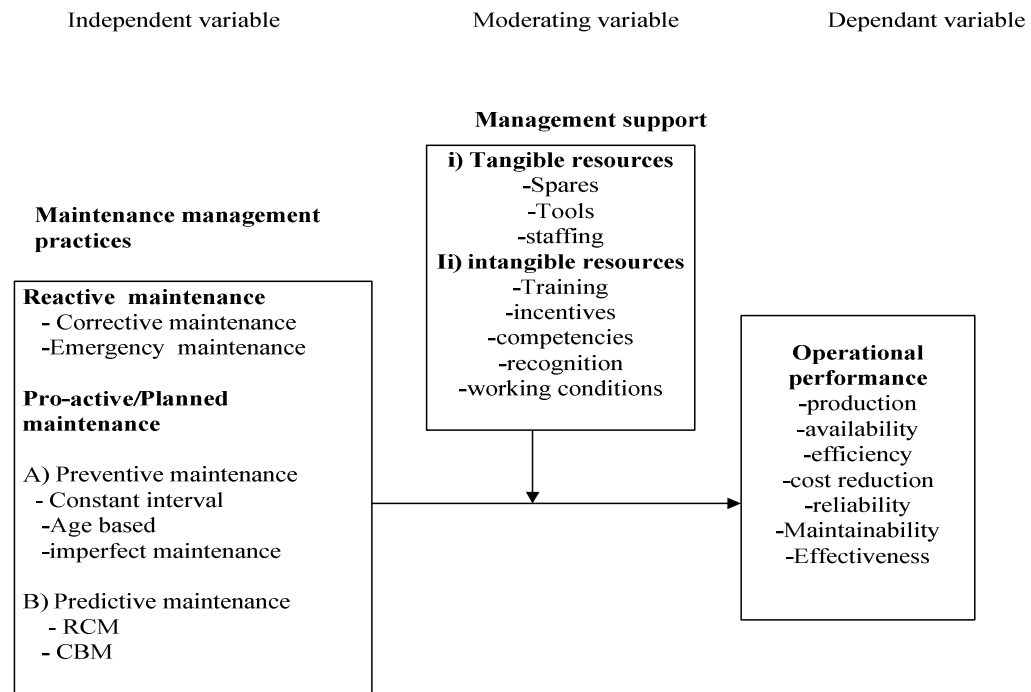 Independent variable
Moderating variable
Dependant variable
Management support
i) Tangible resources
-Spares
-Tools
-staffing
Ii) intangible resources
-Training
-incentives
-competencies
-recognition
-working conditions
Maintenance management
practices
Reactive maintenance
- Corrective maintenance
-Emergency maintenance
Pro-active/Planned
maintenance
A) Preventive maintenance
- Constant interval
-Age based
-imperfect maintenance
B) Predictive maintenance
- RCM
- CBM
Operational
performance
-production
-availability
-efficiency
-cost reduction
-reliability
-Maintainability
-Effectiveness